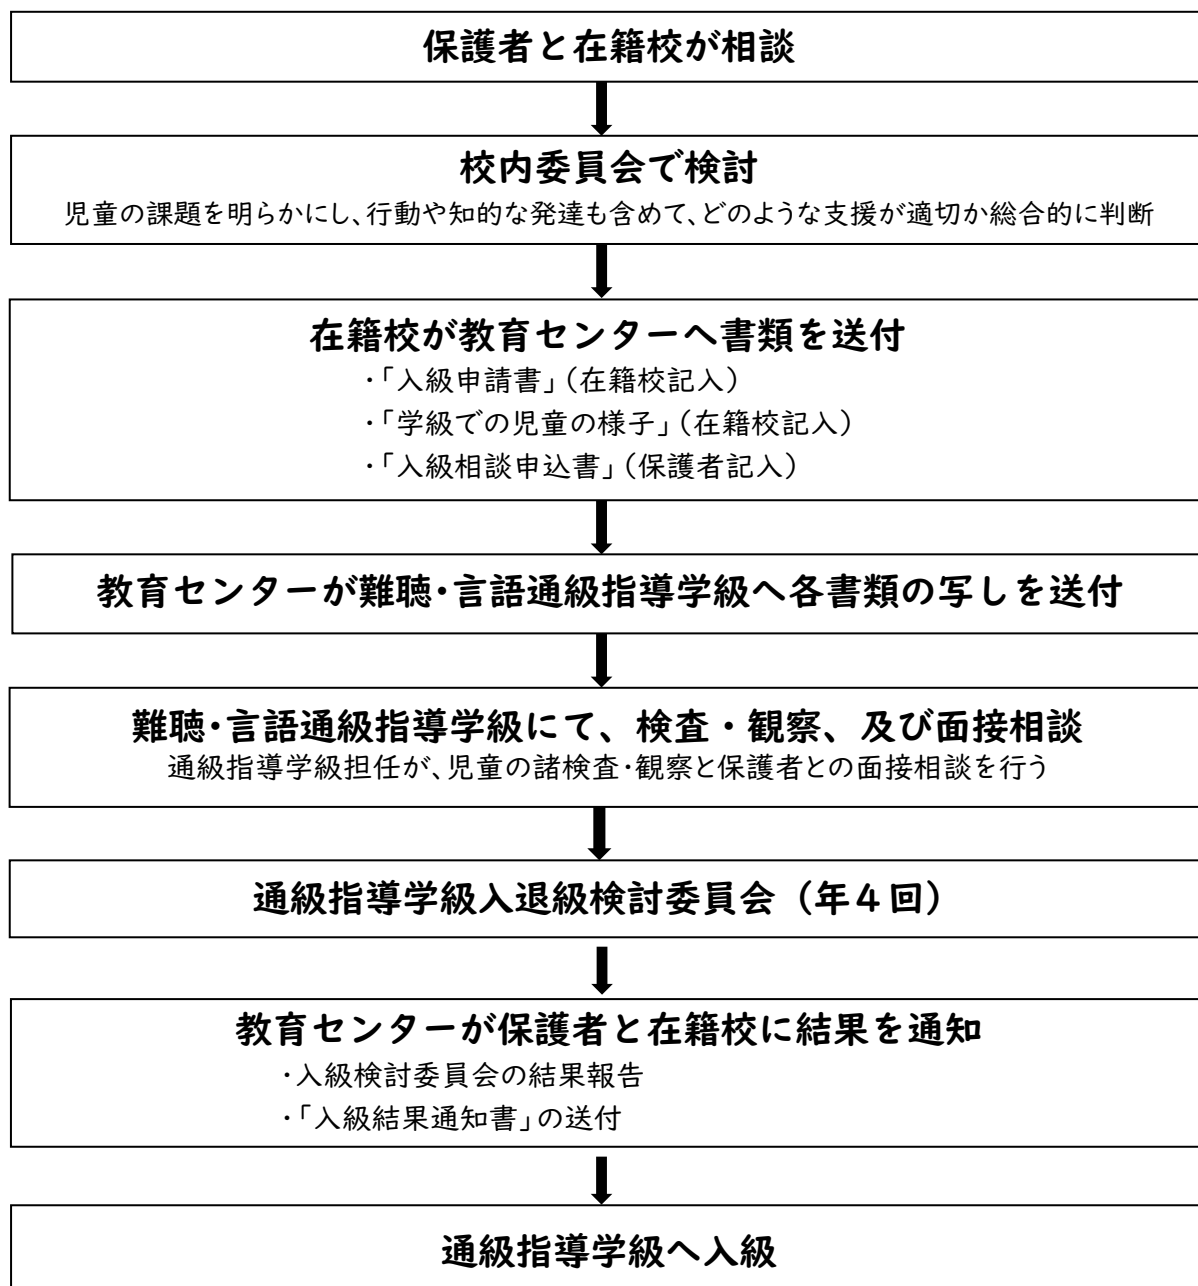 保護者と在籍校が相談
校内委員会で検討
児童の課題を明らかにし、行動や知的な発達も含めて、どのような支援が適切か総合的に判断
在籍校が教育センターへ書類を送付
・「入級申請書」（在籍校記入）
・「学級での児童の様子」（在籍校記入）
・「入級相談申込書」（保護者記入）
教育センターが難聴・言語通級指導学級へ各書類の写しを送付
難聴・言語通級指導学級にて、検査・観察、及び面接相談
通級指導学級担任が、児童の諸検査・観察と保護者との面接相談を行う
通級指導学級入退級検討委員会（年４回）
教育センターが保護者と在籍校に結果を通知
・入級検討委員会の結果報告
・「入級結果通知書」の送付
通級指導学級へ入級